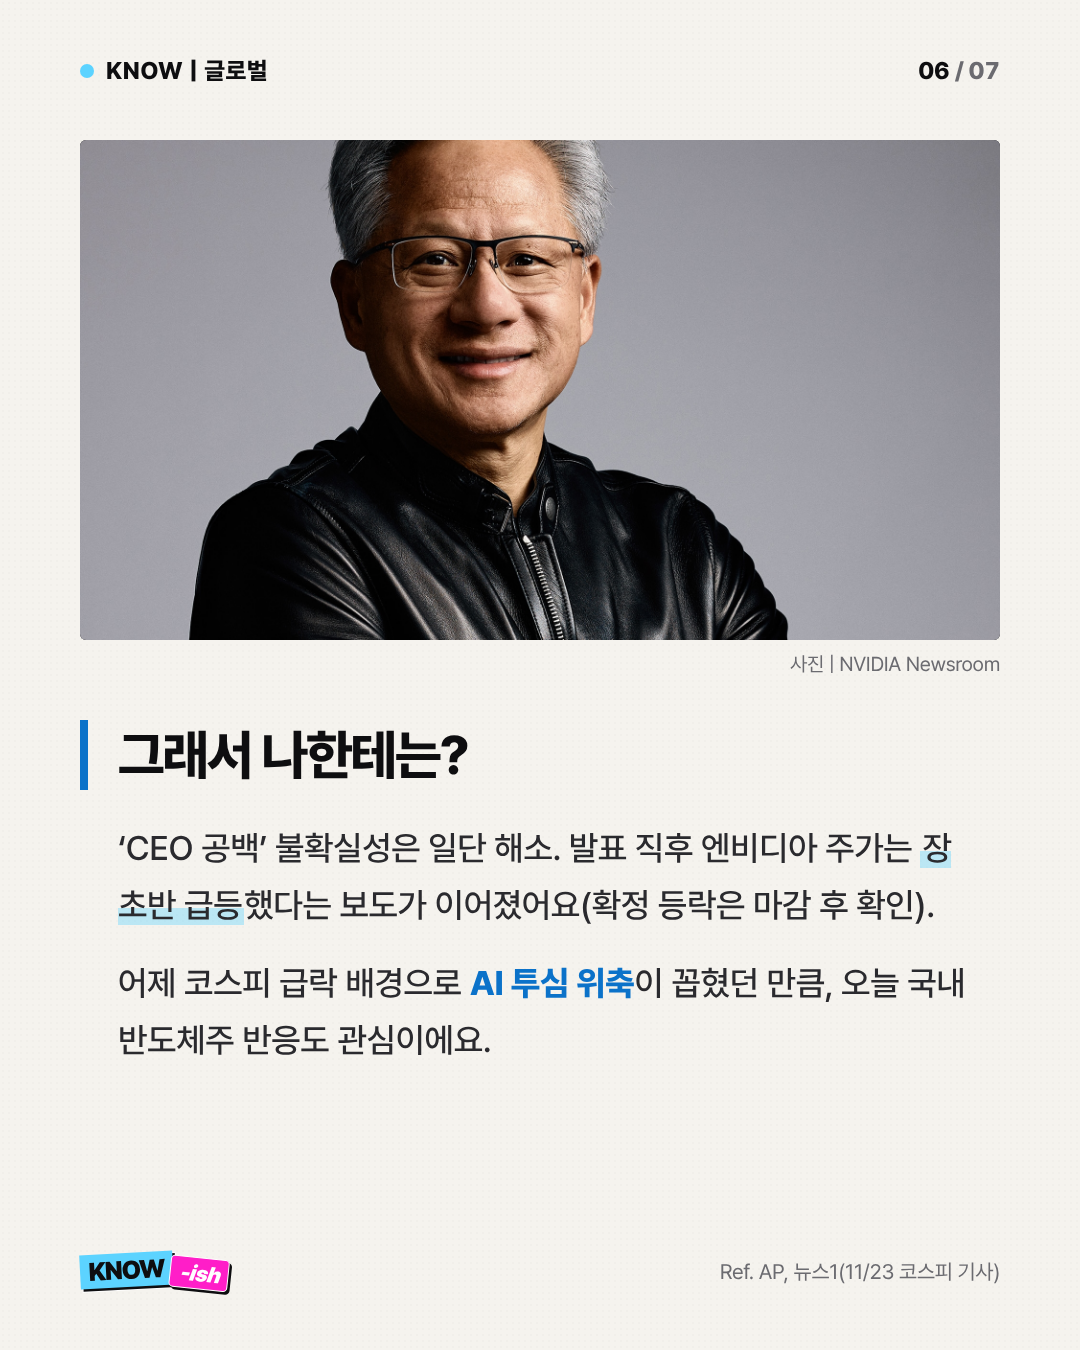 KNOW | 글로벌
06 / 07
사진 | NVIDIA Newsroom
그래서 나한테는?
‘CEO 공백’ 불확실성은 일단 해소. 발표 직후 엔비디아 주가는 장
초반 급등했다는 보도가 이어졌어요(확정 등락은 마감 후 확인).
어제 코스피 급락 배경으로 AI 투심 위축이 꼽혔던 만큼, 오늘 국내
반도체주 반응도 관심이에요.
KNOW -ish
Ref. AP, 뉴스1(11/23 코스피 기사)